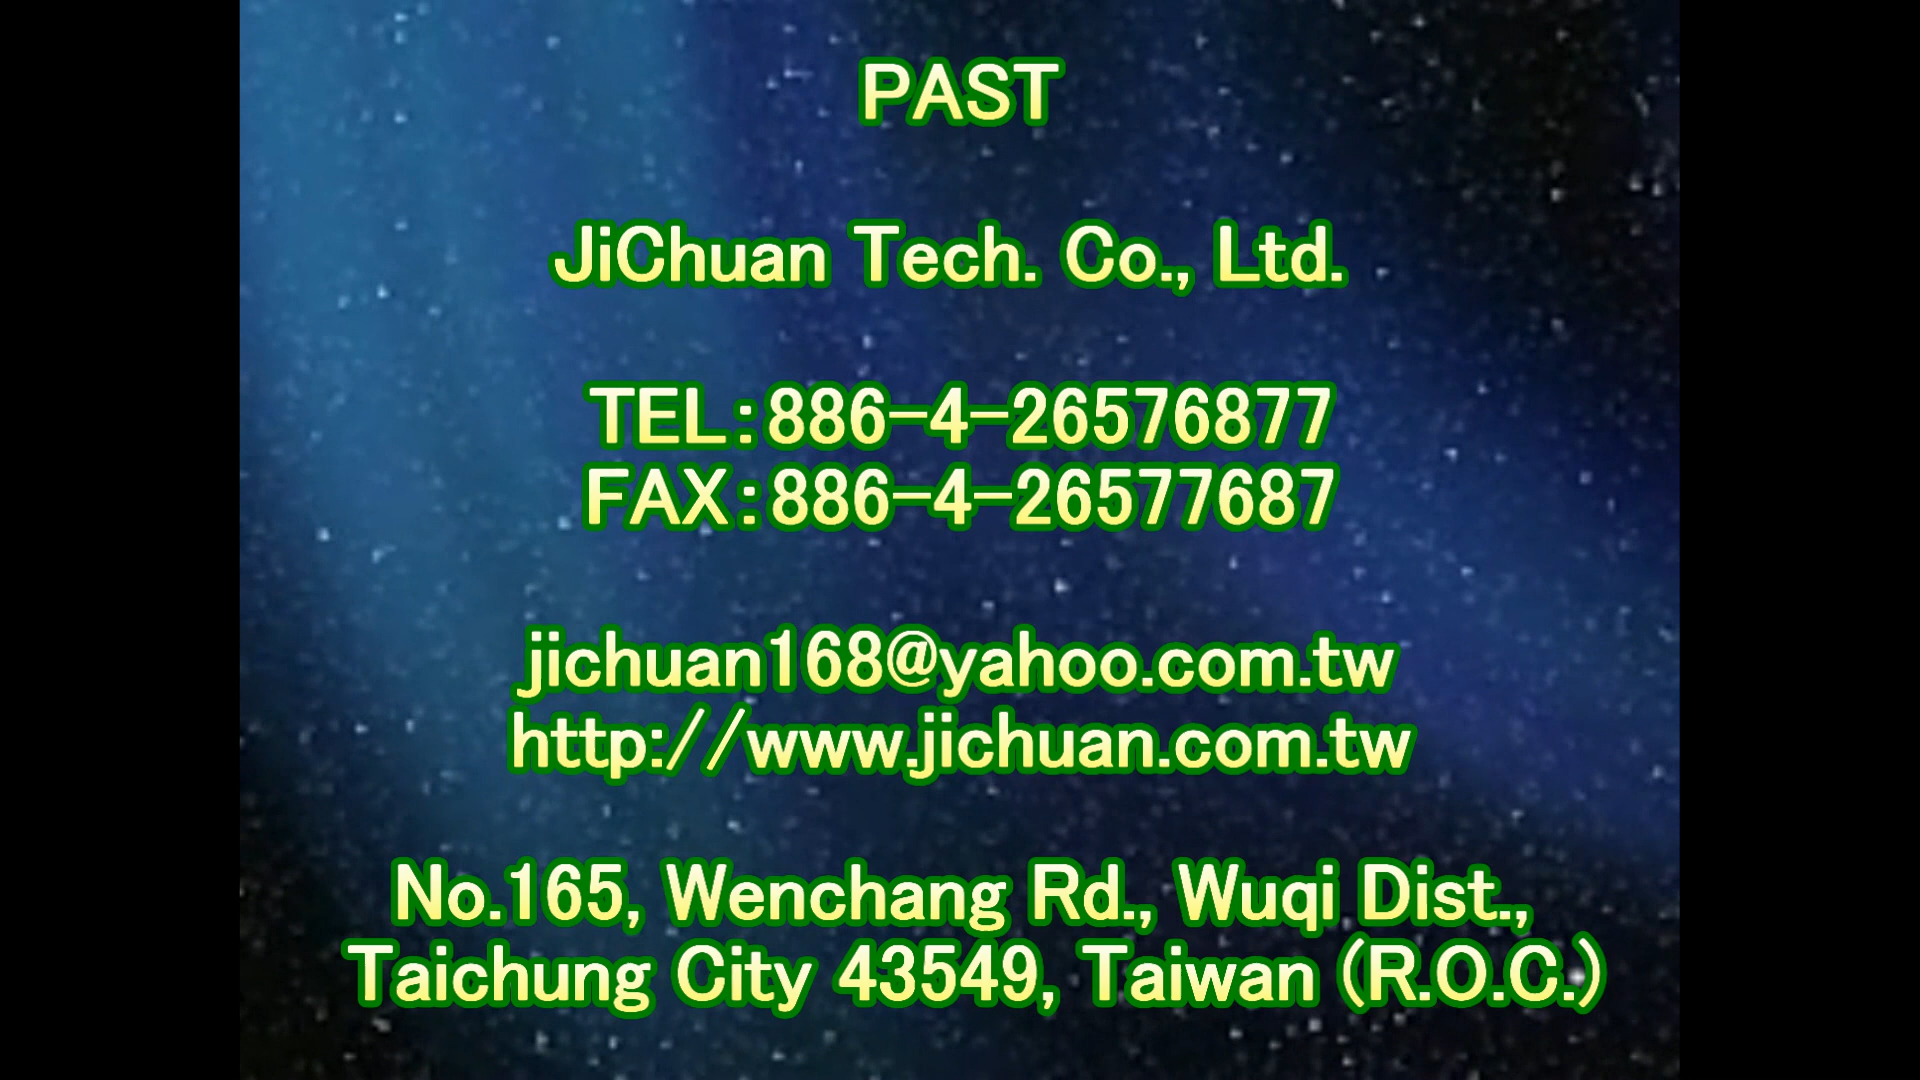 PAST
JiChuan Tech. Co., Ltd.
TEL:886-4-26576877
FAX:886-4-26577687
jichuan168@yahoo.com.tw
http://www.jichuan.com.tw
No.165, Wenchang Rd., Wuqi Dist.,
Taichung City 43549, Taiwan (R.O.C.)